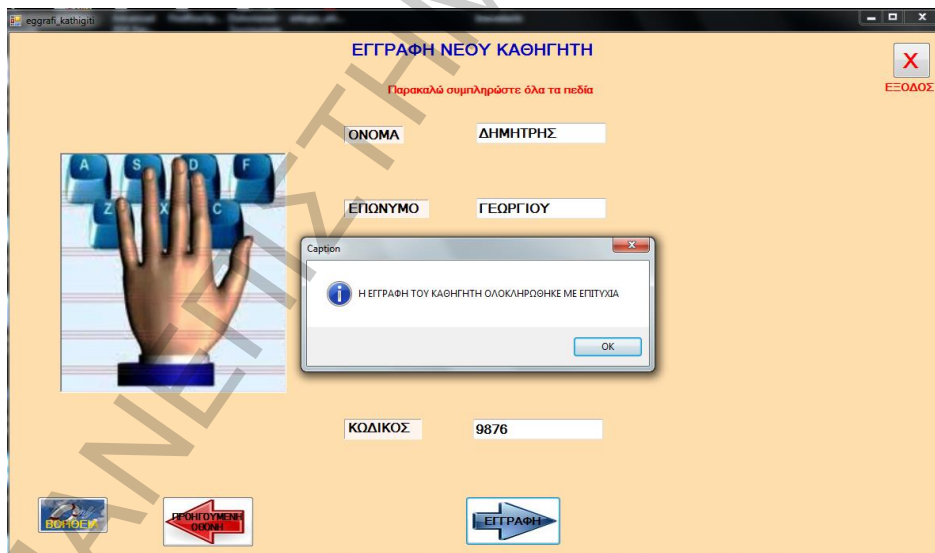 eggrafi_kathigiti
ΕΓΓΡΑΦΗ ΝΕΟΥ ΚΑΘΗΓΗΤΗ
X
ΕΞΟΔΟΣ
Παρακαλώ συμπληρώστε όλα τα πεδία
ΟΝΟΜΑ ΔΗΜΗΤΡΗΣ
A S D F
Z X C
ΕΠΩΝΥΜΟ ΓΕΩΡΓΙΟΥ
Caption
Η ΕΓΓΡΑΦΗ ΤΟΥ ΚΑΘΗΓΗΤΗ ΟΛΟΚΛΗΡΩΘΗΚΕ ΜΕ ΕΠΙΤΥΧΙΑ
OK
ΚΩΔΙΚΟΣ 9876
ΒΟΗΘΕΙΑ
ΠΡΟΗΓΟΥΜΕΝΗ
ΟΘΟΝΗ
ΕΓΓΡΑΦΗ